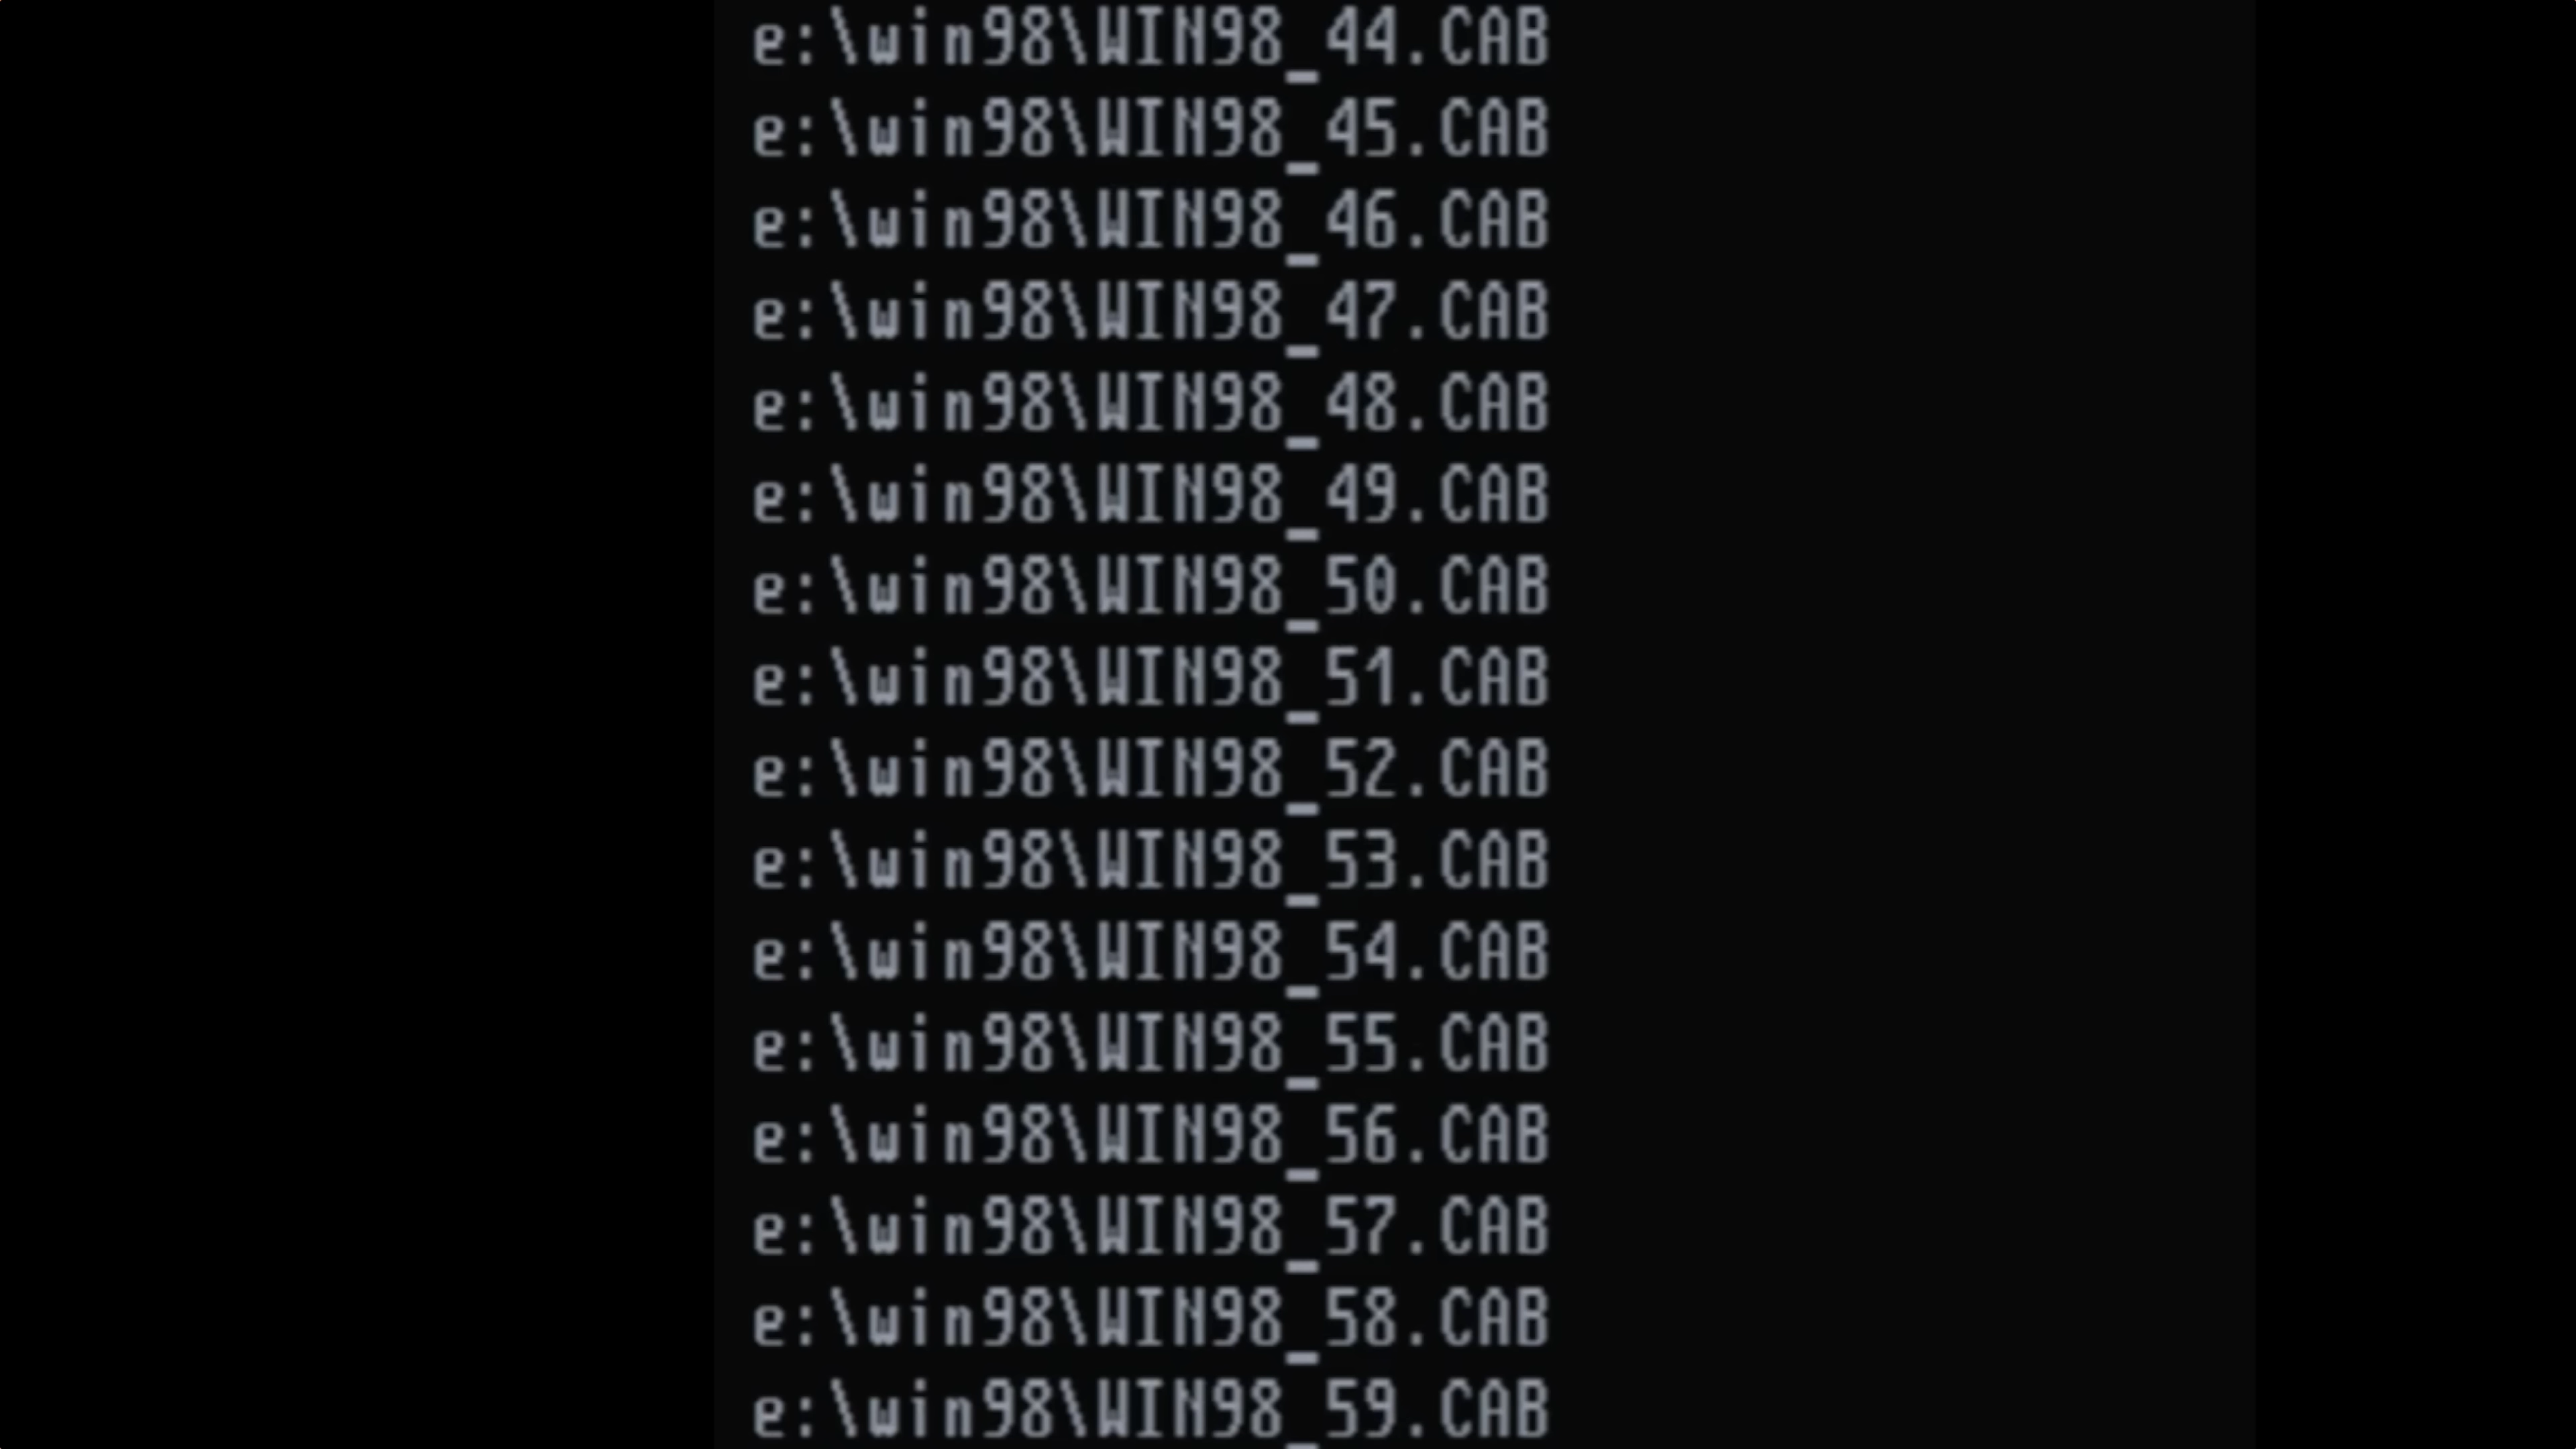 e:\win98\WIN98_44.CAB
e:\win98\WIN98_45.CAB
e:\win98\WIN98_46.CAB
e:\win98\WIN98_47.CAB
e:\win98\WIN98_48.CAB
e:\win98\WIN98_49.CAB
e:\win98\WIN98_50.CAB
e:\win98\WIN98_51.CAB
e:\win98\WIN98_52.CAB
e:\win98\WIN98_53.CAB
e:\win98\WIN98_54.CAB
e:\win98\WIN98_55.CAB
e:\win98\WIN98_56.CAB
e:\win98\WIN98_57.CAB
e:\win98\WIN98_58.CAB
e:\win98\WIN98_59.CAB